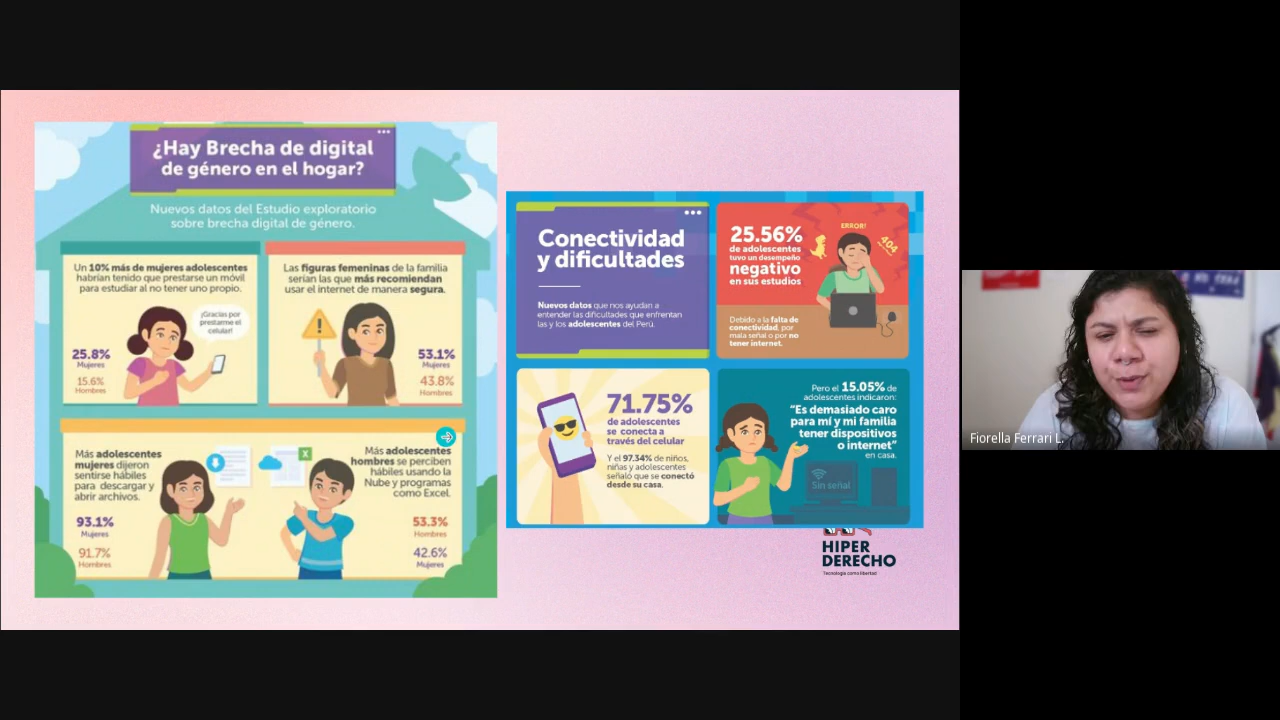 ¿Hay Brecha de digital
de género en el hogar?
Nuevos datos del Estudio exploratorio
sobre brecha digital de género.
Un 10% más de mujeres adolescentes
habrían tenido que prestarse un móvil
para estudiar al no tener uno propio.
¡Gracias por
prestarme el
celular!
25.8%
Mujeres
15.6%
Hombres
Las figuras femeninas de la familia
serían las que más recomiendan
usar el internet de manera segura.
53.1%
Mujeres
43.8%
Hombres
Más adolescentes
mujeres dijeron
sentirse hábiles
para descargar y
abrir archivos.
93.1%
Mujeres
91.7%
Hombres
X
Más adolescentes
hombres se perciben
hábiles usando la
Nube y programas
como Excel.
53.3%
Hombres
42.6%
Mujeres
Conectividad
y dificultades
Nuevos datos que nos ayudan a
entender las dificultades que enfrentan
las y los adolescentes del Perú.
25.56%
de adolescentes
tuvo un desempeño
negativo
en sus estudios
ERROR!
404
Debido a la falta de
conectividad, por
mala señal o por no
tener internet.
71.75%
de adolescentes
se conecta a
través del celular
Y el 97.34% de niños,
niñas y adolescentes
señaló que se conectó
desde su casa.
Pero el 15.05% de
adolescentes indicaron:
“Es demasiado caro
para mí y mi familia
tener dispositivos
o internet”
en casa.
Sin señal
HIPER
DERECHO
Tecnología como libertad
Fiorella Ferrari L.